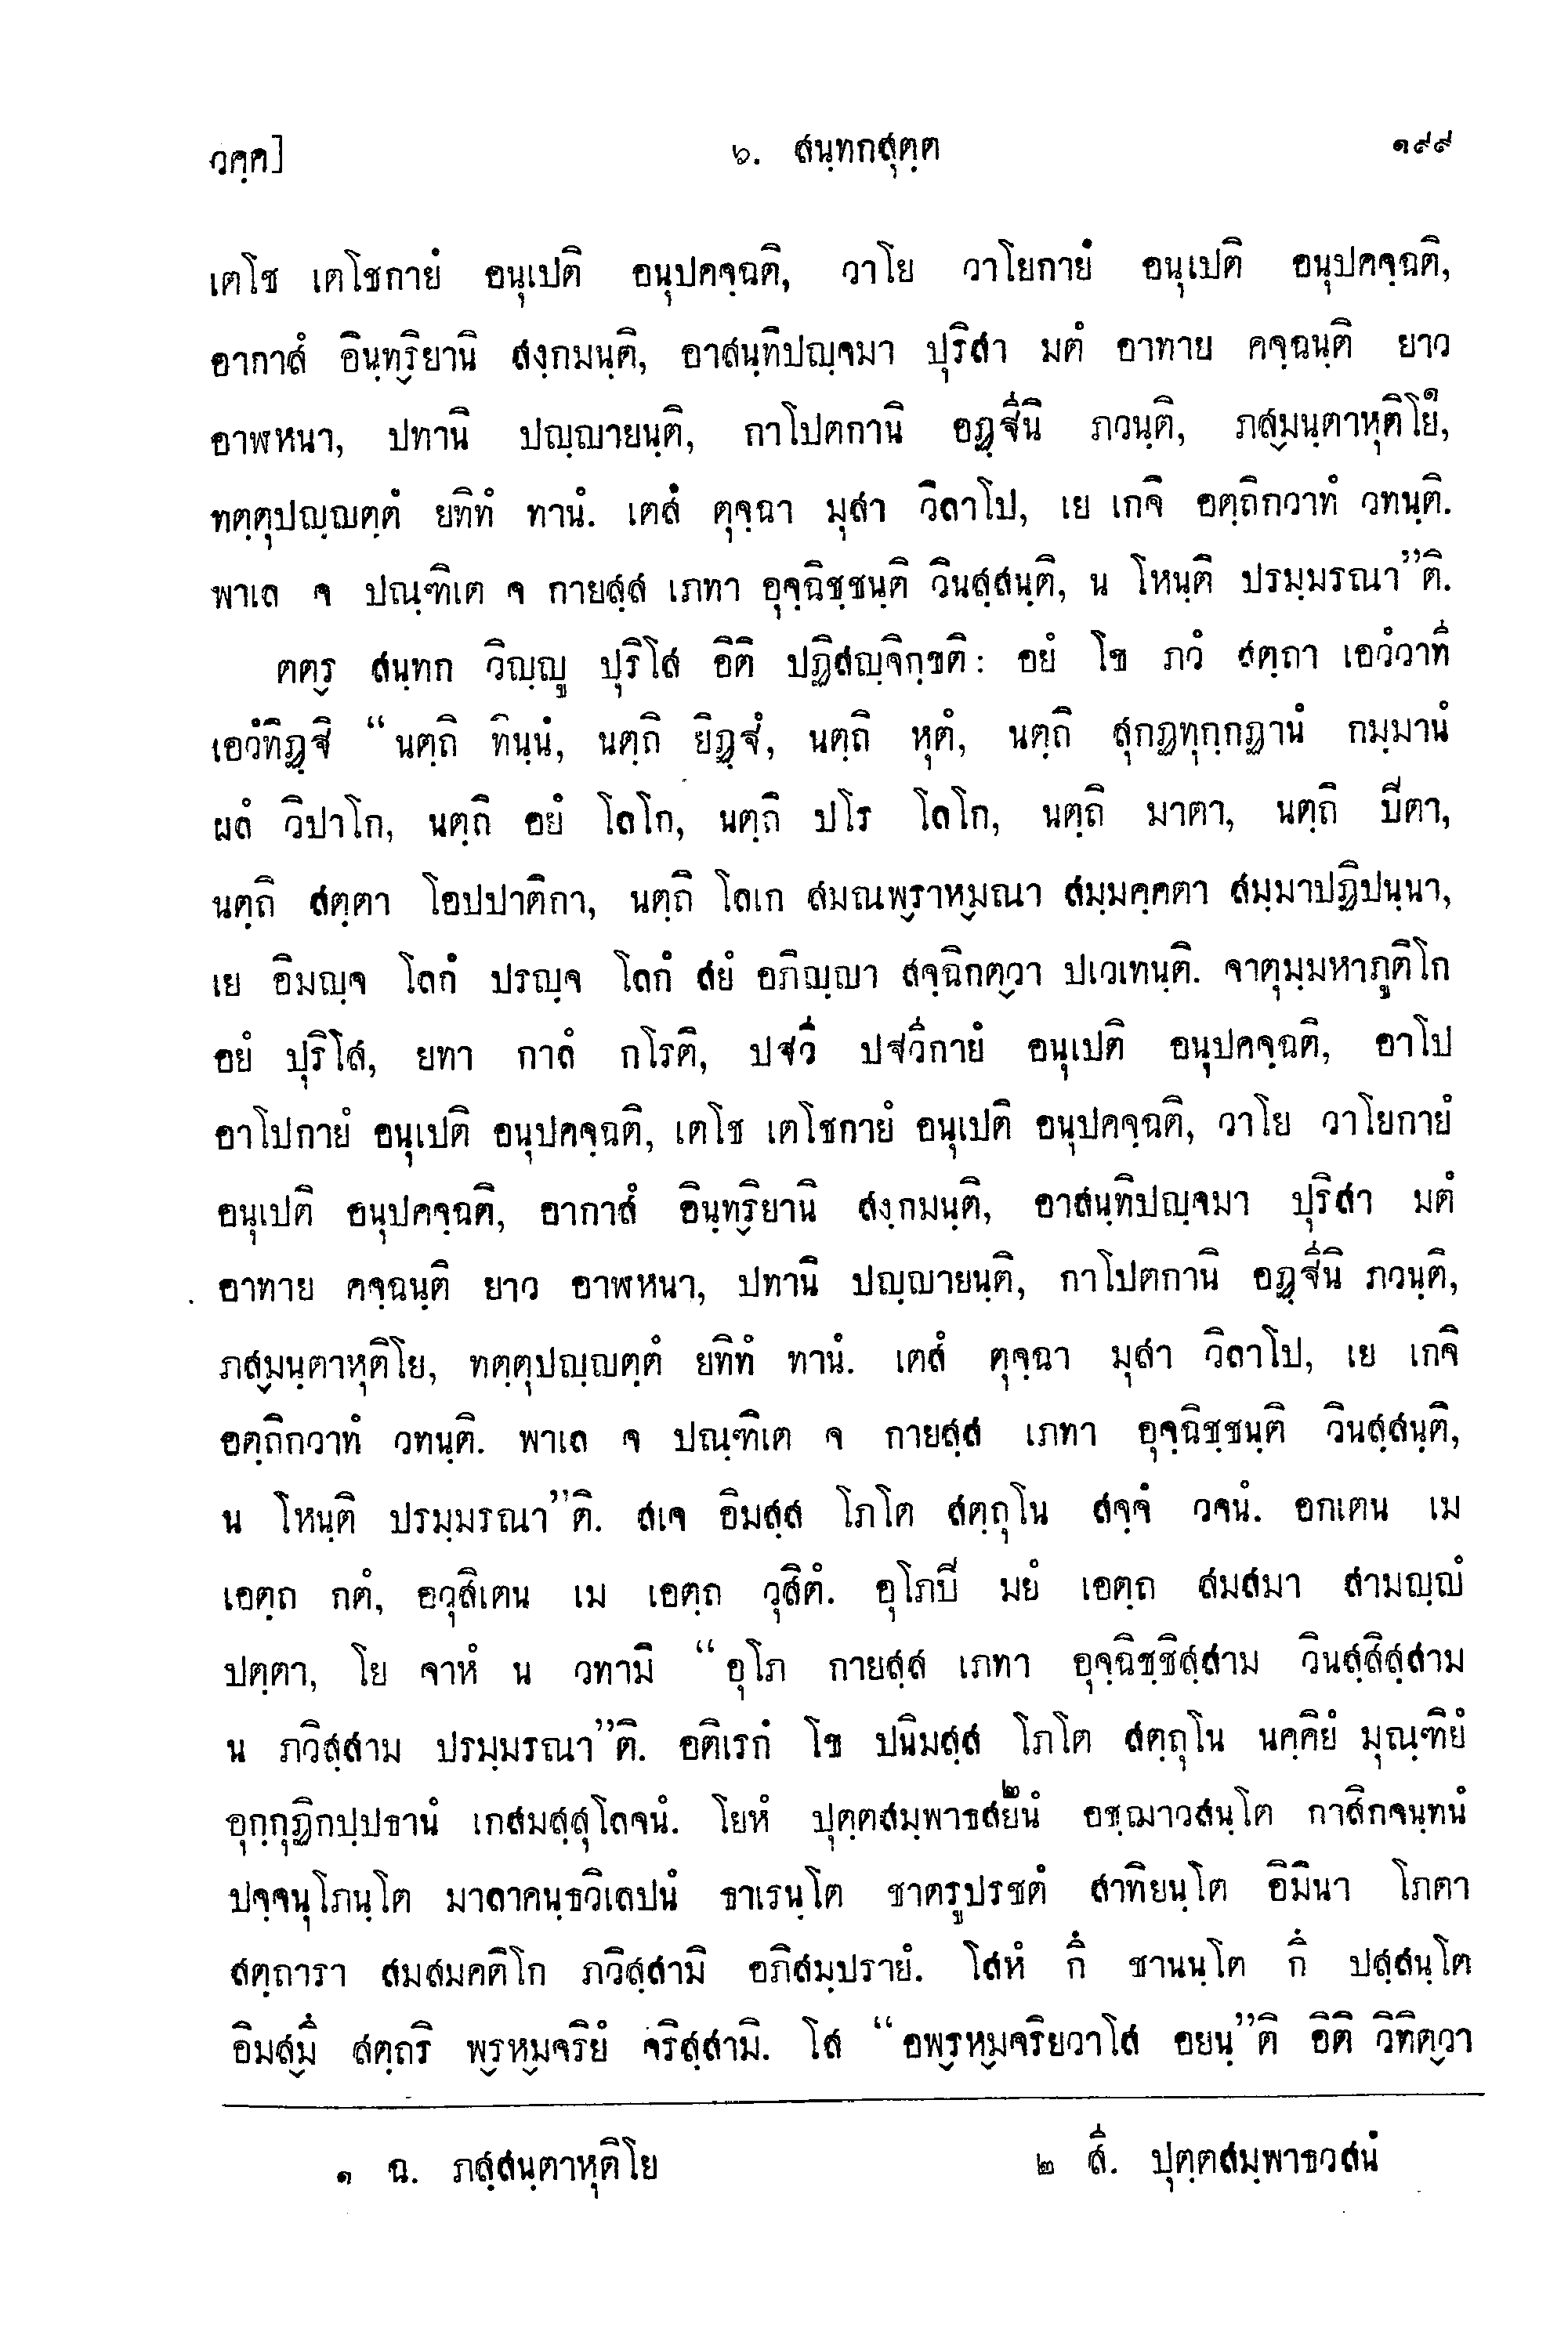 วคฺค]
๖. สนฺทกสุตฺต
๑๙๙
เตโช เตโชกายํ อนุเปติ อนุปคจฺฉติ, วาโย วาโยกายํ อนุเปติ อนุปคจฺฉติ,
อากาสํ อินฺทฺริยานิ สงฺกมนฺติ, อาสนฺทิปญฺจมา ปุริสา มตํ อาทาย คจฺฉนฺติ ยาว
อาฬหนา, ปทานิ ปญฺญายนฺติ, กาโปตกานิ อฏฺฐีนิ ภวนฺติ, ภสฺมนฺตาหุติโย๑,
ทตฺตุปญฺญตฺตํ ยทิทํ ทานํ. เตสํ ตุจฺฉา มุสา วิลาโป, เย เกจิ อตฺถิกวาทํ วทนฺติ.
พาเล จ ปณฺฑิเต จ กายสฺส เภทา อุจฺฉิชฺชนฺติ วินสฺสนฺติ, น โหนฺติ ปรมฺมรณา”ติ.
ตตฺร สนฺทก วิญฺญู ปุริโส อิติ ปฏิสญฺจิกฺขติ: อยํ โข ภวํ สตฺถา เอวํวาที
เอวํทิฏฺฐิ “นตฺถิ ทินฺนํ, นตฺถิ ยิฏฺฐํ, นตฺถิ หุตํ, นตฺถิ สุกฏทุกฺกฏานํ กมฺมานํ
ผลํ วิปาโก, นตฺถิ อยํ โลโก, นตฺถิ ปโร โลโก, นตฺถิ มาตา, นตฺถิ ปิตา,
นตฺถิ สตฺตา โอปปาติกา, นตฺถิ โลเก สมณพฺราหฺมณา สมฺมคฺคตา สมฺมาปฏิปนฺนา,
เย อิมญฺจ โลกํ ปรญฺจ โลกํ สยํ อภิญฺญา สจฺฉิกตฺวา ปเวเทนฺติ. จาตุมฺมหาภูติโก
อยํ ปุริโส, ยทา กาลํ กโรติ, ปฐวี ปฐวีกายํ อนุเปติ อนุปคจฺฉติ, อาโป
อาโปกายํ อนุเปติ อนุปคจฺฉติ, เตโช เตโชกายํ อนุเปติ อนุปคจฺฉติ, วาโย วาโยกายํ
อนุเปติ อนุปคจฺฉติ, อากาสํ อินฺทฺริยานิ สงฺกมนฺติ, อาสนฺทิปญฺจมา ปุริสา มตํ
อาทาย คจฺฉนฺติ ยาว อาฬหนา, ปทานิ ปญฺญายนฺติ, กาโปตกานิ อฏฺฐีนิ ภวนฺติ,
ภสฺมนฺตาหุติโย, ทตฺตุปญฺญตฺตํ ยทิทํ ทานํ. เตสํ ตุจฺฉา มุสา วิลาโป, เย เกจิ
อตฺถิกวาทํ วทนฺติ. พาเล จ ปณฺฑิเต จ กายสฺส เภทา อุจฺฉิชฺชนฺติ วินสฺสนฺติ,
น โหนฺติ ปรมฺมรณา”ติ. สเจ อิมสฺส โภโต สตฺถุโน สจฺจํ วจนํ. อกเตน เม
เอตฺถ กตํ, อวุสิเตน เม เอตฺถ วุสิตํ. อุโภปิ มยํ เอตฺถ สมสมา สามญฺญํ
ปตฺตา, โย จาหํ น วทามิ “อุโภ กายสฺส เภทา อุจฺฉิชฺชิสฺสาม วินสฺสิสฺสาม
น ภวิสฺสาม ปรมฺมรณา”ติ. อติเรกํ โข ปนิมสฺส โภโต สตฺถุโน นคฺคิยํ มุณฺฑิยํ
อุกฺกุฏิกปฺปธานํ เกสมสฺสุโลจนํ. โยหํ ปุตฺตสมฺพาธสยนํ๒ อชฺฌาวสนฺโต กาสิกจนฺทนํ
ปจฺจนุโภนฺโต มาลาคนฺธวิเลปนํ ธาเรนฺโต ชาตรูปรชตํ สาทิยนฺโต อิมินา โภตา
สตฺถารา สมสมคติโก ภวิสฺสามิ อภิสมฺปรายํ. โสหํ กึ ชานนฺโต กึ ปสฺสนฺโต
อิมสฺมึ สตฺถริ พฺรหฺมจริยํ จริสฺสามิ. โส “อพฺรหฺมจริยวาโส อยนฺ”ติ อิติ วิทิตฺวา
๑ ฉ. ภสฺสนฺตาหุติโย
๒ สี. ปุตฺตสมฺพาธวสนํ